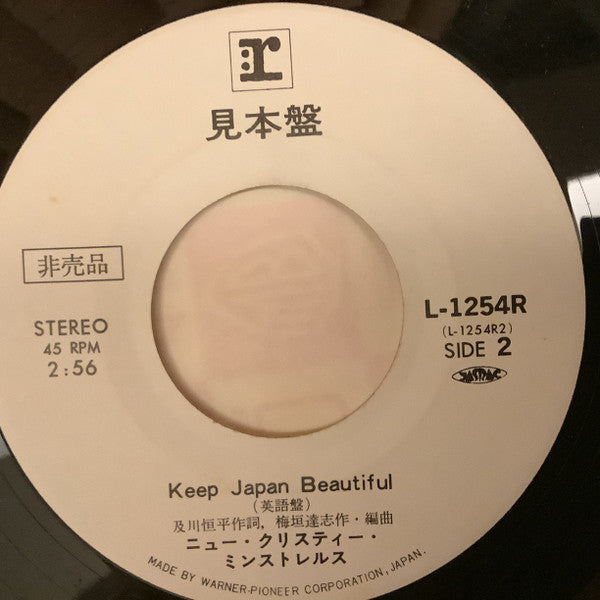 r
見本盤
非売品
STEREO
45 RPM
2:56
L-1254R
(L-1254R2)
SIDE 2
JASRAC
Keep Japan Beautiful
(英語盤)
及川恒平作詞, 梅垣達志作・編曲
ニュー・クリスティー・
ミンストレルス
MADE BY WARNER-PIONEER CORPORATION, JAPAN.